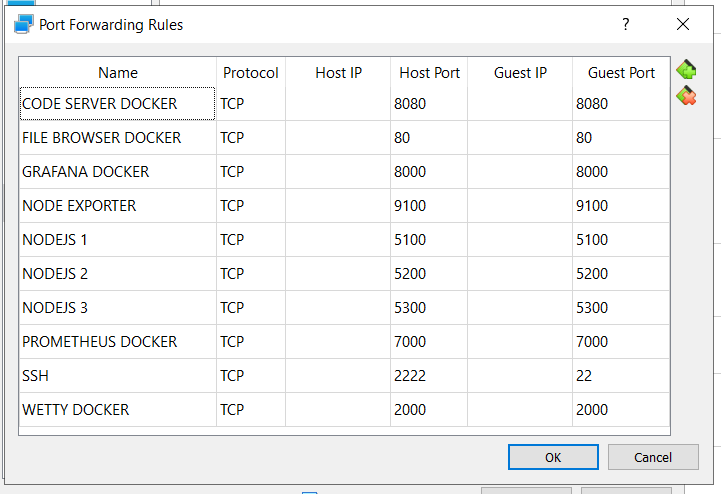 Port Forwarding Rules
Name Protocol Host IP Host Port Guest IP Guest Port
CODE SERVER DOCKER TCP 8080 8080
FILE BROWSER DOCKER TCP 80 80
GRAFANA DOCKER TCP 8000 8000
NODE EXPORTER TCP 9100 9100
NODEJS 1 TCP 5100 5100
NODEJS 2 TCP 5200 5200
NODEJS 3 TCP 5300 5300
PROMETHEUS DOCKER TCP 7000 7000
SSH TCP 2222 22
WETTY DOCKER TCP 2000 2000
OK Cancel